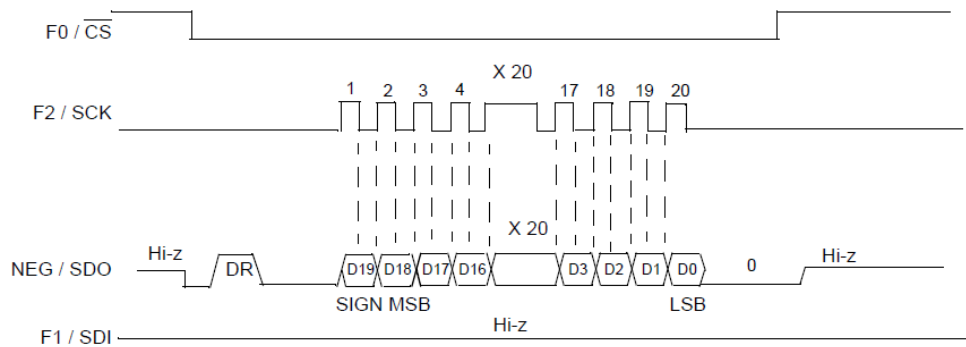 F0 / CS
X 20
1 2 3 4 17 18 19 20
F2 / SCK
X 20
Hi-z DR Hi-z
NEG / SDO D19 D18 D17 D16 D3 D2 D1 D0 0
SIGN MSB LSB
Hi-z
F1 / SDI